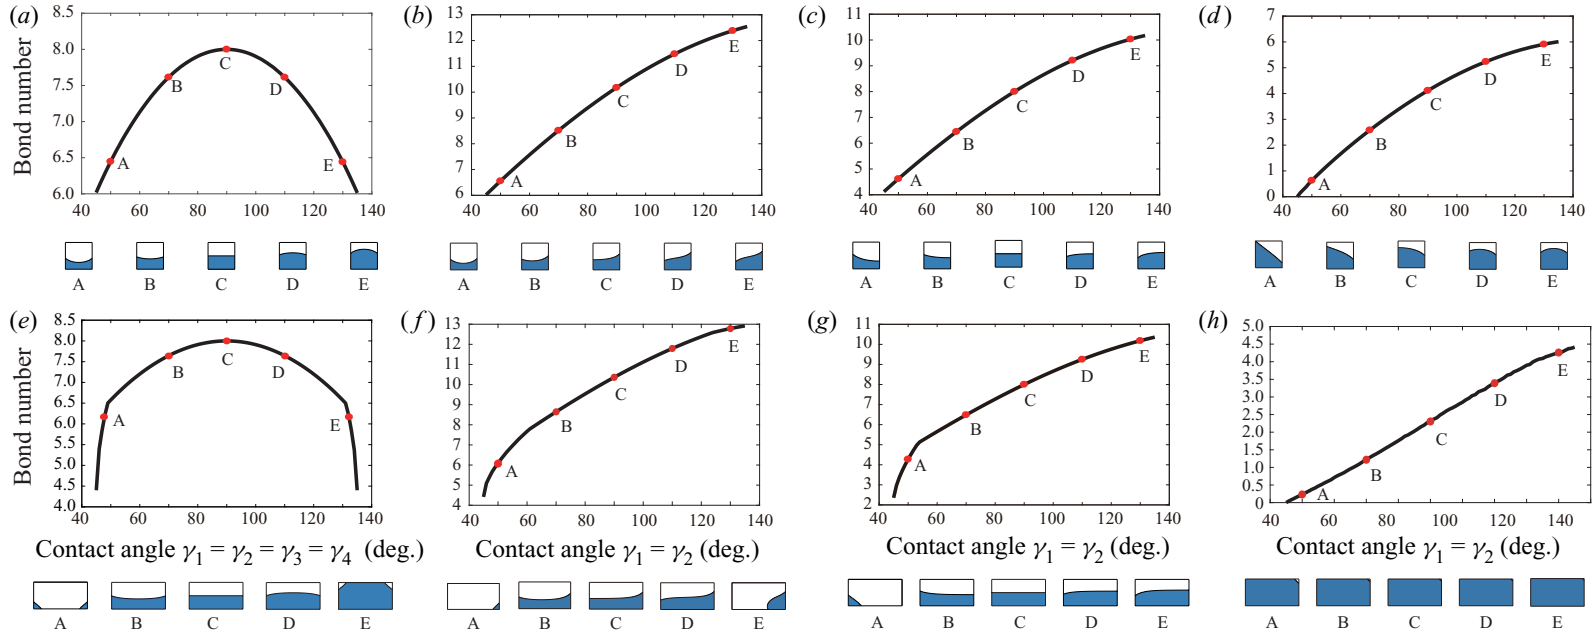 (a) (b) (c) (d)
Bond number
8.5 8.0 7.5 7.0 6.5 6.0
A B C D E
40 60 80 100 120 140
13 12 11 10 9 8 7 6
A B C D E
40 60 80 100 120 140
11 10 9 8 7 6 5 4
A B C D E
40 60 80 100 120 140
7 6 5 4 3 2 1 0
A B C D E
40 60 80 100 120 140
A B C D E
A B C D E
A B C D E
A B C D E
(e) (f) (g) (h)
Bond number
8.5 8.0 7.5 7.0 6.5 6.0 5.5 5.0 4.5 4.0
A B C D E
40 60 80 100 120 140
13 12 11 10 9 8 7 6 5 4
A B C D E
40 60 80 100 120 140
11 10 9 8 7 6 5 4 3 2
A B C D E
40 60 80 100 120 140
5.0 4.5 4.0 3.5 3.0 2.5 2.0 1.5 1.0 0.5 0
A B C D E
40 60 80 100 120 140
Contact angle γ1 = γ2 = γ3 = γ4 (deg.)
Contact angle γ1 = γ2 (deg.)
Contact angle γ1 = γ2 (deg.)
Contact angle γ1 = γ2 (deg.)
A B C D E
A B C D E
A B C D E
A B C D E